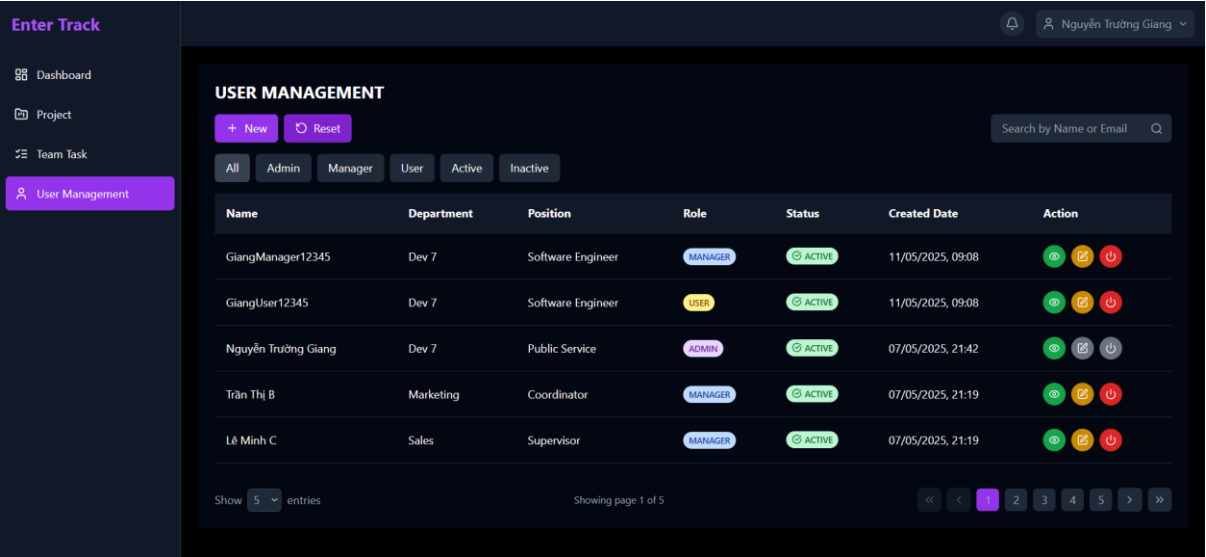 Enter Track
Nguyễn Trường Giang
Dashboard
Project
Team Task
User Management
USER MANAGEMENT
+ New Reset
Search by Name or Email
All Admin Manager User Active Inactive
Name Department Position Role Status Created Date Action
GiangManager12345 Dev 7 Software Engineer MANAGER ACTIVE 11/05/2025, 09:08
GiangUser12345 Dev 7 Software Engineer USER ACTIVE 11/05/2025, 09:08
Nguyễn Trường Giang Dev 7 Public Service ADMIN ACTIVE 07/05/2025, 21:42
Trần Thị B Marketing Coordinator MANAGER ACTIVE 07/05/2025, 21:19
Lê Minh C Sales Supervisor MANAGER ACTIVE 07/05/2025, 21:19
Show 5 entries Showing page 1 of 5 « < 1 2 3 4 5 > »